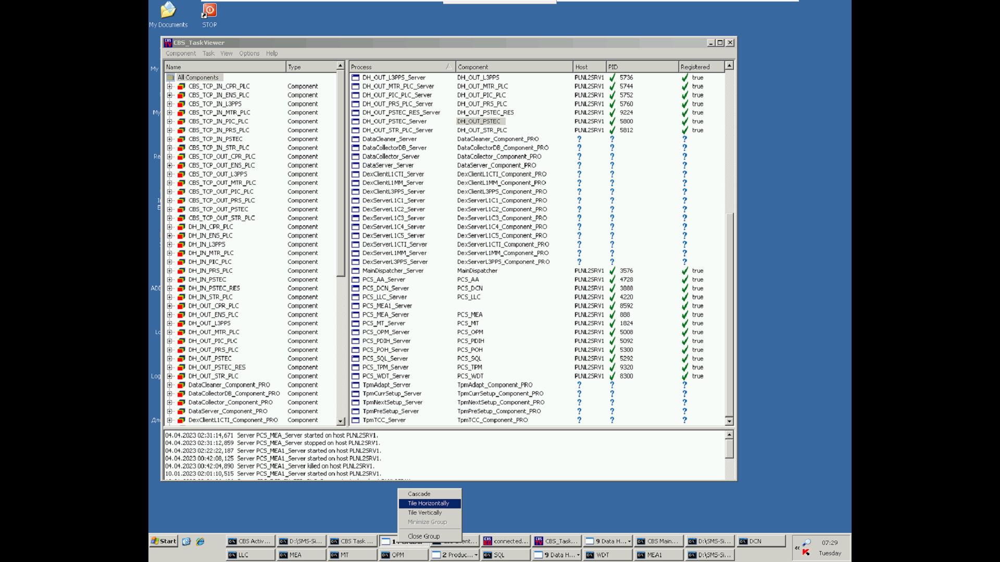 My Documents
STOP
CBS_TaskViewer
Component Task View Options Help
Name Type
All Components
CBS_TCP_IN_CPR_PLC Component
CBS_TCP_IN_ENS_PLC Component
CBS_TCP_IN_L3PPS Component
CBS_TCP_IN_MTR_PLC Component
CBS_TCP_IN_PIC_PLC Component
CBS_TCP_IN_PRS_PLC Component
CBS_TCP_IN_PSTEC Component
CBS_TCP_IN_STR_PLC Component
CBS_TCP_OUT_CPR_PLC Component
CBS_TCP_OUT_ENS_PLC Component
CBS_TCP_OUT_L3PPS Component
CBS_TCP_OUT_MTR_PLC Component
CBS_TCP_OUT_PIC_PLC Component
CBS_TCP_OUT_PRS_PLC Component
CBS_TCP_OUT_PSTEC Component
CBS_TCP_OUT_STR_PLC Component
DH_IN_CPR_PLC Component
DH_IN_ENS_PLC Component
DH_IN_L3PPS Component
DH_IN_MTR_PLC Component
DH_IN_PIC_PLC Component
DH_IN_PRS_PLC Component
DH_IN_PSTEC Component
DH_IN_PSTEC_RES Component
DH_IN_STR_PLC Component
DH_OUT_CPR_PLC Component
DH_OUT_ENS_PLC Component
DH_OUT_L3PPS Component
DH_OUT_MTR_PLC Component
DH_OUT_PIC_PLC Component
DH_OUT_PRS_PLC Component
DH_OUT_PSTEC Component
DH_OUT_PSTEC_RES Component
DH_OUT_STR_PLC Component
DataCleaner_Component_PRO Component
DataCollectorDB_Component_PRO Component
DataCollector_Component_PRO Component
DataServer_Component_PRO Component
DexClientL1CTI_Component_PRO Component
Process Component Host PID Registered
DH_OUT_L3PPS_Server DH_OUT_L3PPS PLNL2SRV1 5736 true
DH_OUT_MTR_PLC_Server DH_OUT_MTR_PLC PLNL2SRV1 5744 true
DH_OUT_PIC_PLC_Server DH_OUT_PIC_PLC PLNL2SRV1 5752 true
DH_OUT_PRS_PLC_Server DH_OUT_PRS_PLC PLNL2SRV1 5760 true
DH_OUT_PSTEC_RES_Server DH_OUT_PSTEC_RES PLNL2SRV1 9224 true
DH_OUT_PSTEC_Server DH_OUT_PSTEC PLNL2SRV1 5800 true
DH_OUT_STR_PLC_Server DH_OUT_STR_PLC PLNL2SRV1 5812 true
DataCleaner_Server DataCleaner_Component_PRO ? ? ?
DataCollectorDB_Server DataCollectorDB_Component_PRO ? ? ?
DataCollector_Server DataCollector_Component_PRO ? ? ?
DataServer_Server DataServer_Component_PRO ? ? ?
DexClientL1CTI_Server DexClientL1CTI_Component_PRO ? ? ?
DexClientL1MM_Server DexClientL1MM_Component_PRO ? ? ?
DexClientL3PPS_Server DexClientL3PPS_Component_PRO ? ? ?
DexServerL1C1_Server DexServerL1C1_Component_PRO ? ? ?
DexServerL1C2_Server DexServerL1C2_Component_PRO ? ? ?
DexServerL1C3_Server DexServerL1C3_Component_PRO ? ? ?
DexServerL1C4_Server DexServerL1C4_Component_PRO ? ? ?
DexServerL1C5_Server DexServerL1C5_Component_PRO ? ? ?
DexServerL1CTI_Server DexServerL1CTI_Component_PRO ? ? ?
DexServerL1MM_Server DexServerL1MM_Component_PRO ? ? ?
DexServerL3PPS_Server DexServerL3PPS_Component_PRO ? ? ?
MainDispatcher_Server MainDispatcher PLNL2SRV1 3576 true
PCS_AA_Server PCS_AA PLNL2SRV1 4728 true
PCS_DCN_Server PCS_DCN PLNL2SRV1 3888 true
PCS_LLC_Server PCS_LLC PLNL2SRV1 4220 true
PCS_MEA1_Server PLNL2SRV1 8592 true
PCS_MEA_Server PCS_MEA PLNL2SRV1 888 true
PCS_MT_Server PCS_MT PLNL2SRV1 1824 true
PCS_OPM_Server PCS_OPM PLNL2SRV1 5008 true
PCS_PDIH_Server PCS_PDIH PLNL2SRV1 5092 true
PCS_POH_Server PCS_POH PLNL2SRV1 5300 true
PCS_SQL_Server PCS_SQL PLNL2SRV1 5292 true
PCS_TPM_Server PCS_TPM PLNL2SRV1 9320 true
PCS_WDT_Server PCS_WDT PLNL2SRV1 8300 true
TpmAdapt_Server TpmAdapt_Component_PRO ? ? ?
TpmCurrSetup_Server TpmCurrSetup_Component_PRO ? ? ?
TpmNextSetup_Server TpmNextSetup_Component_PRO ? ? ?
TpmPreSetup_Server TpmPreSetup_Component_PRO ? ? ?
TpmTCC_Server TpmTCC_Component_PRO ? ? ?
04.04.2023 02:31:14,671 Server PCS_MEA_Server started on host PLNL2SRV1.
04.04.2023 02:31:12,859 Server PCS_MEA_Server stopped on host PLNL2SRV1.
04.04.2023 02:22:22,187 Server PCS_MEA1_Server started on host PLNL2SRV1.
04.04.2023 00:42:08,125 Server PCS_MEA1_Server started on host PLNL2SRV1.
04.04.2023 00:42:04,890 Server PCS_MEA1_Server killed on host PLNL2SRV1.
10.01.2023 02:01:10,515 Server PCS_MEA1_Server started on host PLNL2SRV1.
Cascade
Tile Horizontally
Tile Vertically
Minimize Group
Close Group
Start CBS Activ... D:\SMS-Si... CBS Task ... connected... CBS_Task... 9 Data H... CBS Main... D:\SMS-Si... DCN
LLC MEA MT OPM 2 Produc... SQL 9 Data H... WDT MEA1 D:\SMS-Si...
07:29
Tuesday